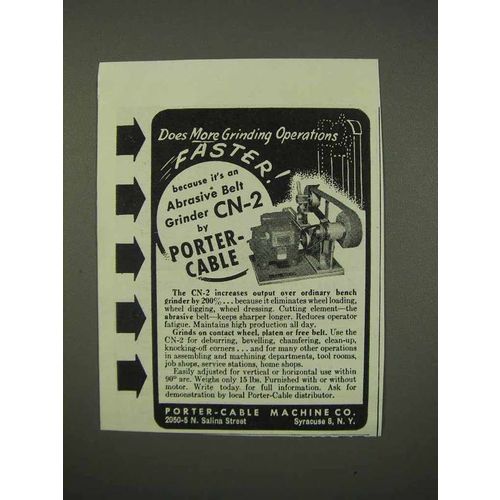 Does More Grinding Operations
FASTER!
because it's an
Abrasive Belt
Grinder CN-2
by
PORTER-
CABLE
The CN-2 increases output over ordinary bench
grinder by 200% . . . because it eliminates wheel loading,
wheel digging, wheel dressing. Cutting element—the
abrasive belt—keeps sharper longer. Reduces operator
fatigue. Maintains high production all day.
Grinds on contact wheel, platen or free belt. Use the
CN-2 for deburring, bevelling, chamfering, clean-up,
knocking-off corners . . . and for many other operations
in assembling and machining departments, tool rooms,
job shops, service stations, home shops.
Easily adjusted for vertical or horizontal use within
90° arc. Weighs only 15 lbs. Furnished with or without
motor. Write today for full information. Ask for
demonstration by local Porter-Cable distributor.
PORTER-CABLE MACHINE CO.
2050-5 N. Salina Street Syracuse 8, N. Y.